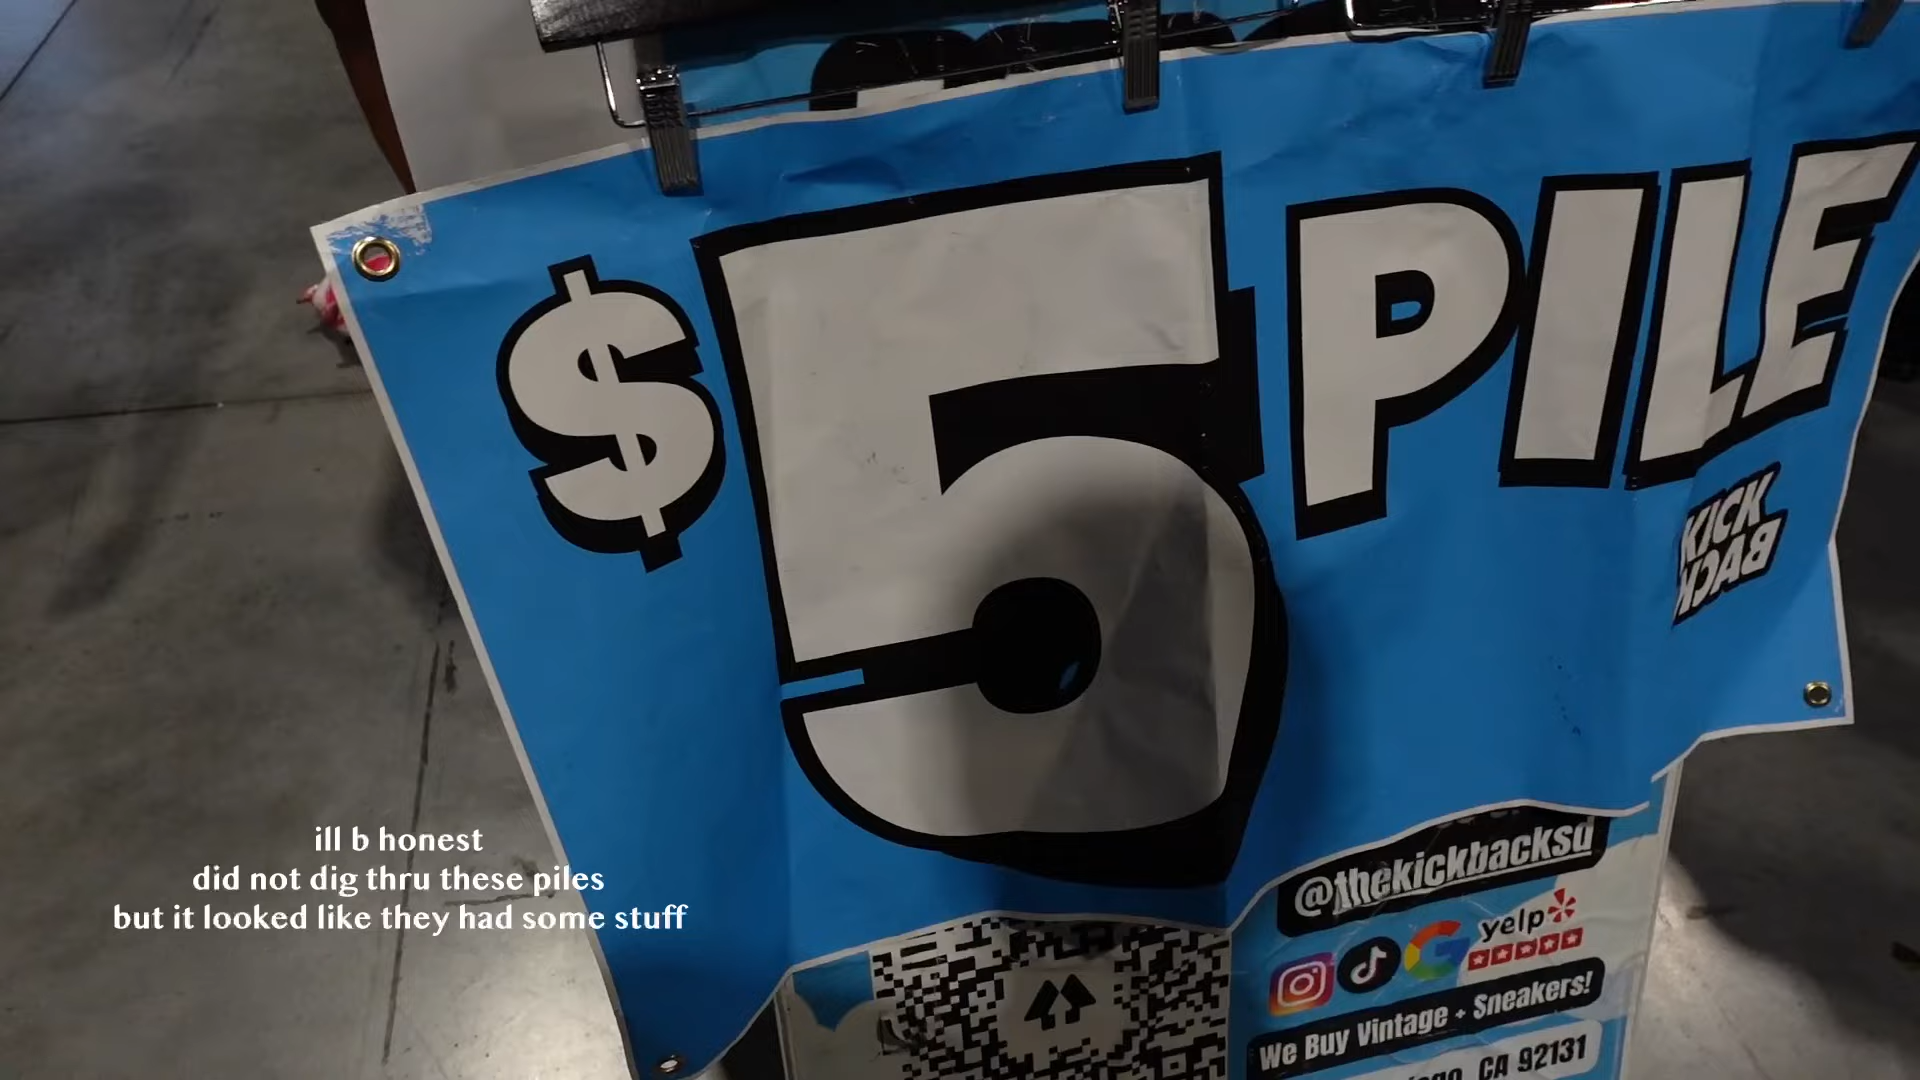 $5 PILE
KICK
BACK
@thekickbacksd
yelp
We Buy Vintage + Sneakers!
CA 92131
ill b honest
did not dig thru these piles
but it looked like they had some stuff